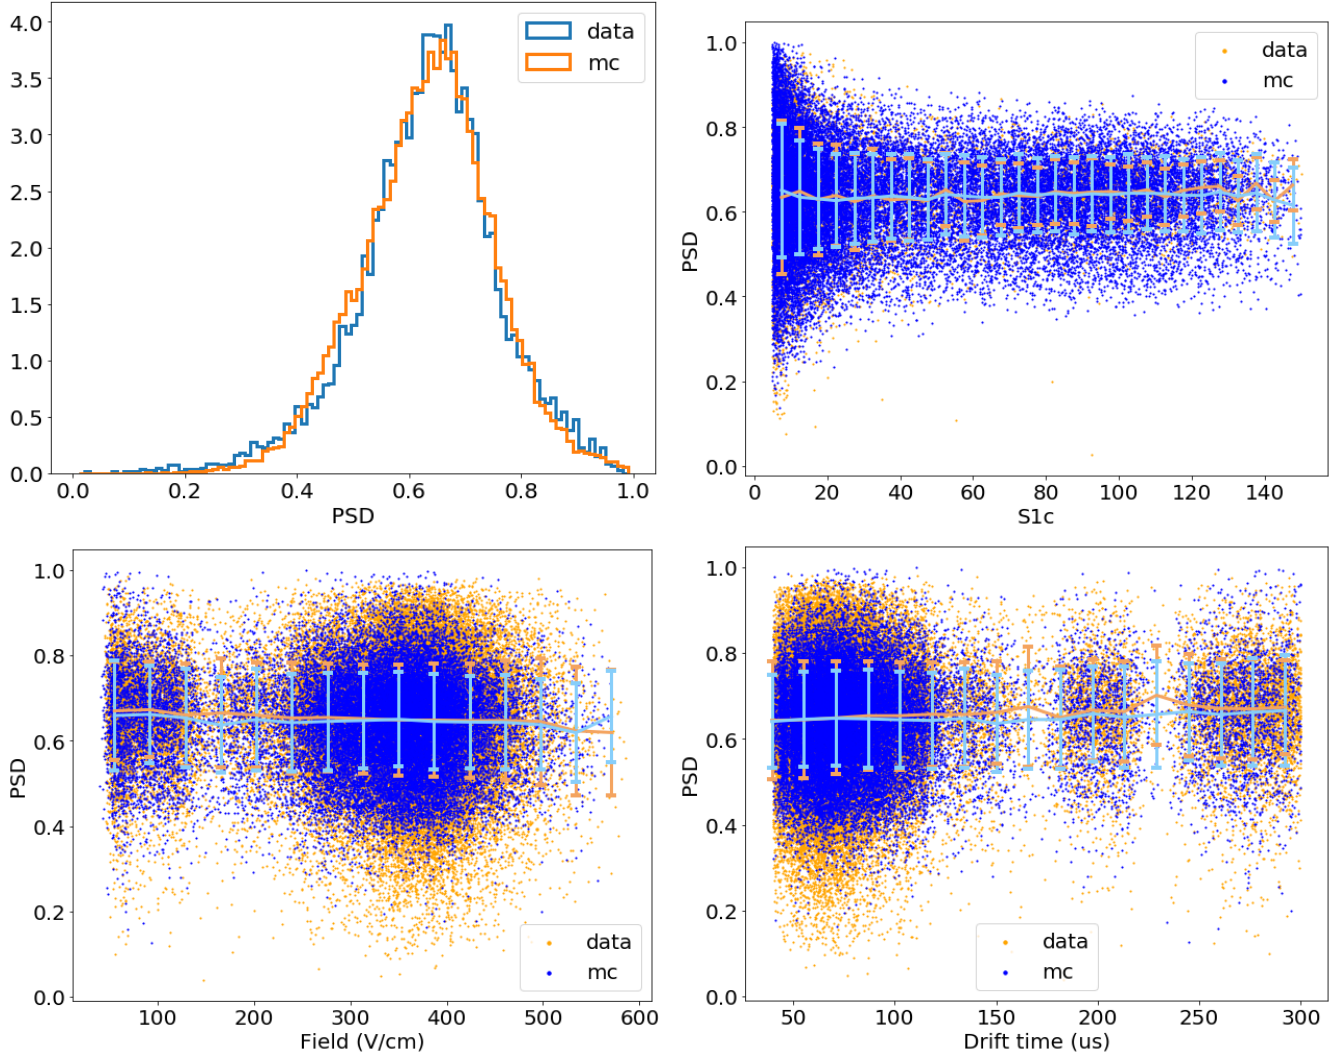 4.0
3.5
3.0
2.5
2.0
1.5
1.0
0.5
0.0
0.0 0.2 0.4 0.6 0.8 1.0
PSD
data
mc
1.0
0.8
0.6
0.4
0.2
0.0
PSD
0 20 40 60 80 100 120 140
S1c
data
mc
1.0
0.8
0.6
0.4
0.2
0.0
PSD
100 200 300 400 500 600
Field (V/cm)
data
mc
1.0
0.8
0.6
0.4
0.2
0.0
PSD
50 100 150 200 250 300
Drift time (us)
data
mc